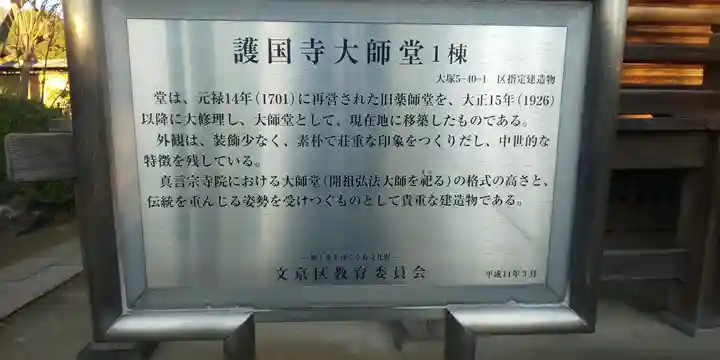 護国寺大師堂1棟
大塚5-40-1 区指定建造物
堂は、元禄14年(1701)に再営された旧薬師堂を、大正15年(1926)
以降に大修理し、大師堂として、現在地に移築したものである。
外観は、装飾少なく、素朴で荘重な印象をつくりだし、中世的な
特徴を残している。
真言宗寺院における大師堂(開祖弘法大師を祀る)の格式の高さと、
伝統を重んじる姿勢を受けつぐものとして貴重な建造物である。
文京区教育委員会 平成11年3月